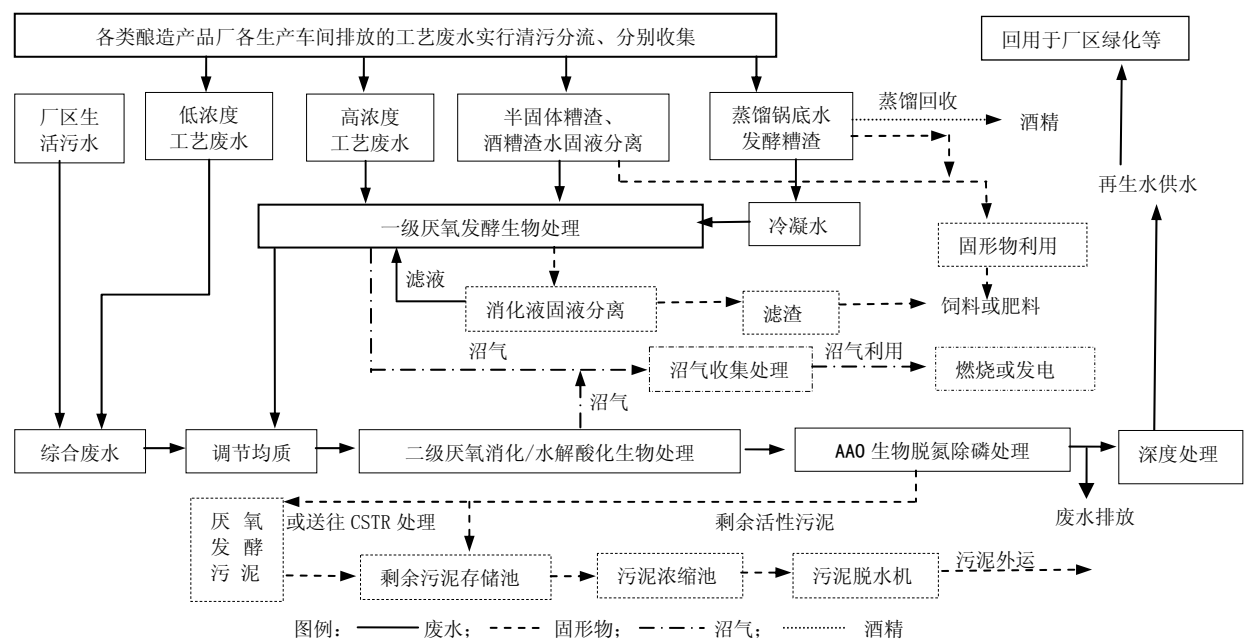 各类酿造产品厂各生产车间排放的工艺废水实行清污分流、分别收集
回用于厂区绿化等
厂区生
活污水
低浓度
工艺废水
高浓度
工艺废水
半固体糟渣、
酒糟渣水固液分离
蒸馏锅底水
发酵糟渣
蒸馏回收
酒精
再生水供水
一级厌氧发酵生物处理
冷凝水
固形物利用
滤液
消化液固液分离
滤渣
饲料或肥料
沼气
沼气收集处理
沼气利用
燃烧或发电
沼气
综合废水
调节均质
二级厌氧消化/水解酸化生物处理
AAO 生物脱氮除磷处理
深度处理
厌 氧
发 酵
污 泥
或送往 CSTR 处理
剩余活性污泥
废水排放
剩余污泥存储池
污泥浓缩池
污泥脱水机
污泥外运
图例: 废水; 固形物; 沼气; 酒精